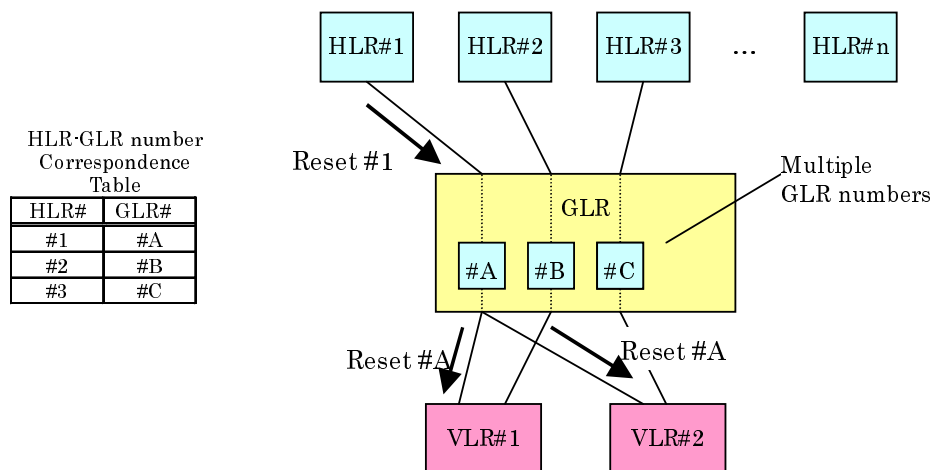 HLR#1
HLR#2
HLR#3
...
HLR#n
HLR-GLR number
Correspondence
Table
HLR# GLR#
#1 #A
#2 #B
#3 #C
Reset #1
Multiple
GLR numbers
GLR
#A
#B
#C
Reset #A
Reset #A
VLR#1
VLR#2